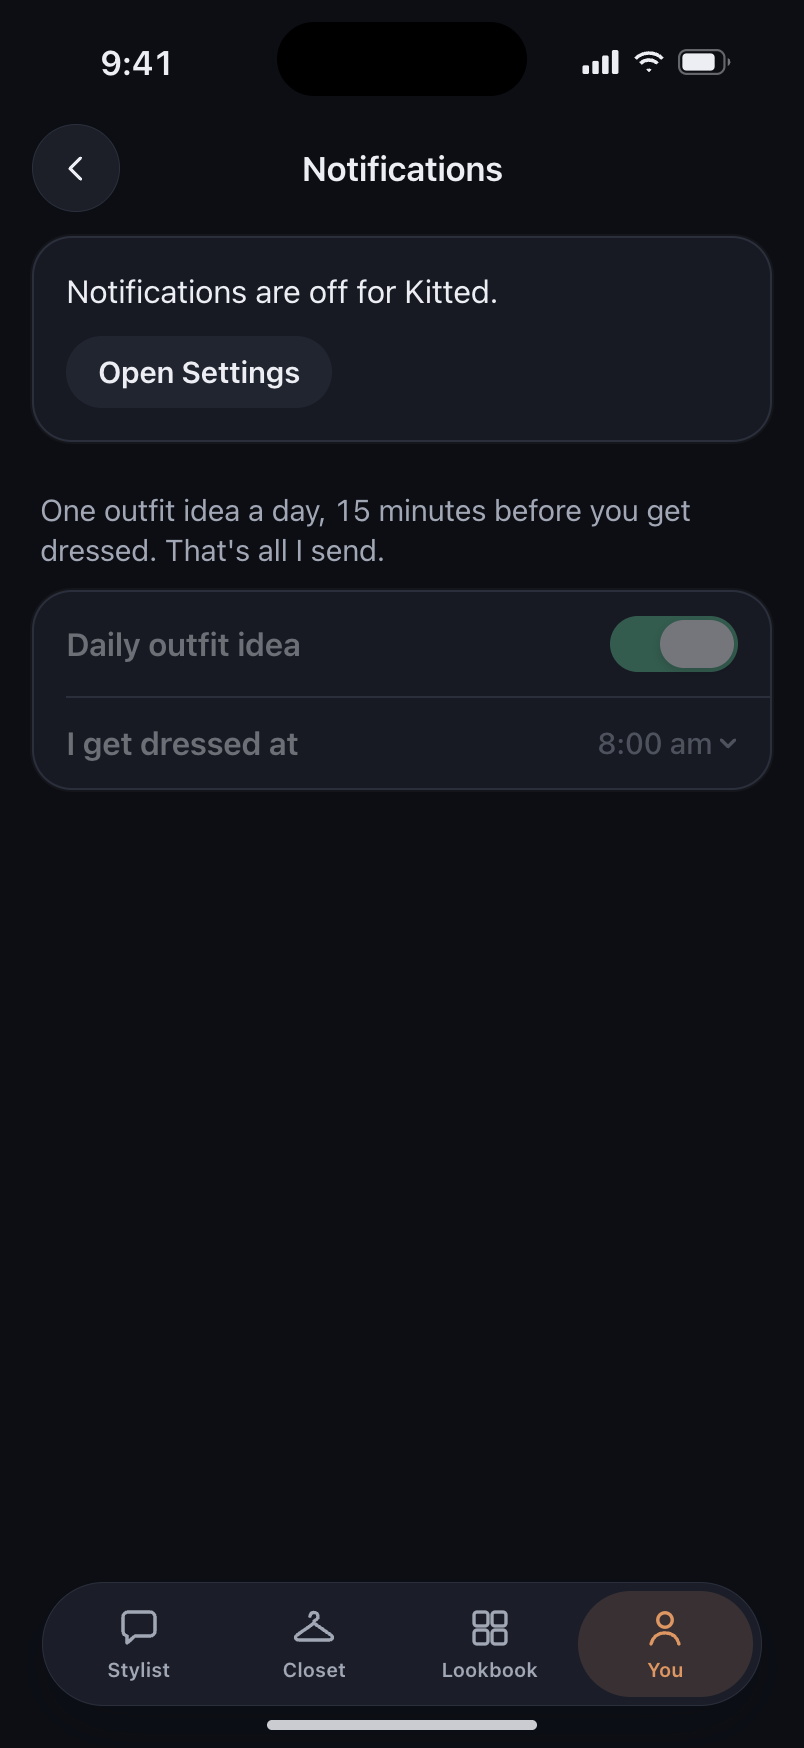 9:41
Notifications
Notifications are off for Kitted.
Open Settings
One outfit idea a day, 15 minutes before you get
dressed. That's all I send.
Daily outfit idea
I get dressed at 8:00 am
Stylist Closet Lookbook You